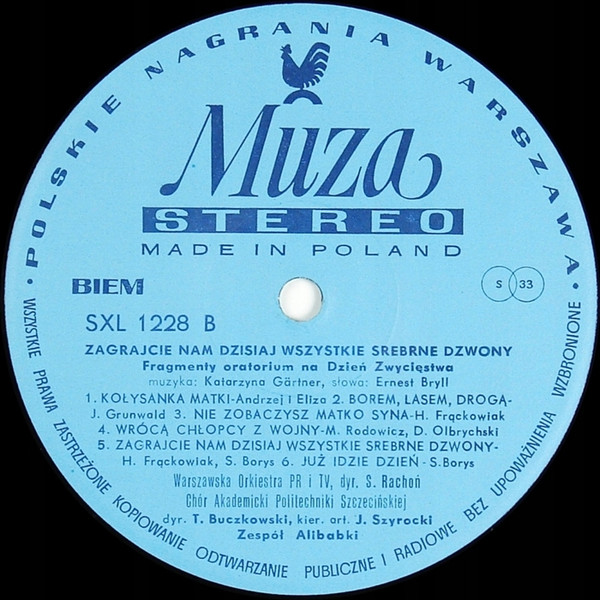 • POLSKIE NAGRANIA WARSZAWA •
Muza
STEREO
MADE IN POLAND
BIEM
S 33
SXL 1228 B
ZAGRAJCIE NAM DZISIAJ WSZYSTKIE SREBRNE DZWONY
Fragmenty oratorium na Dzień Zwycięstwa
muzyka: Katarzyna Gärtner, słowa: Ernest Bryll
1. KOŁYSANKA MATKI-Andrzej i Eliza 2. BOREM, LASEM, DROGĄ-
J. Grunwald 3. NIE ZOBACZYSZ MATKO SYNA-H. Frąckowiak
4. WRÓCĄ CHŁOPCY Z WOJNY-M. Rodowicz, D. Olbrychski
5. ZAGRAJCIE NAM DZISIAJ WSZYSTKIE SREBRNE DZWONY-
H. Frąckowiak, S. Borys 6. JUŻ IDZIE DZIEŃ-S.Borys
Warszawska Orkiestra PR i TV, dyr. S. Rachoń
Chór Akademicki Politechniki Szczecińskiej
dyr. T. Buczkowski, kier. art. J. Szyrocki
Zespół Alibabki
WSZYSTKIE PRAWA ZASTRZEŻONE KOPIOWANIE ODTWARZANIE PUBLICZNE I RADIOWE BEZ UPOWAŻNIENIA WZBRONIONE